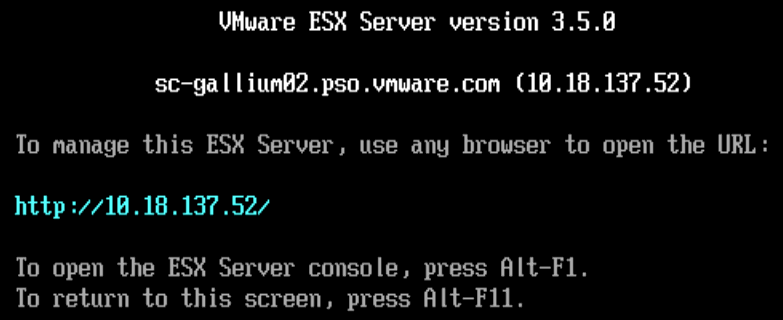 VMware ESX Server version 3.5.0
sc-gallium02.pso.vmware.com (10.18.137.52)
To manage this ESX Server, use any browser to open the URL:
http://10.18.137.52/
To open the ESX Server console, press Alt-F1.
To return to this screen, press Alt-F11.